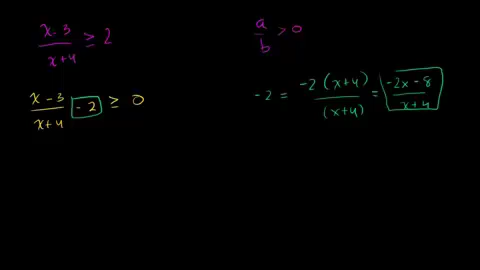 (x-3)/(x+4) ≥ 2
a/b > 0
(x-3)/(x+4) - 2 ≥ 0
-2 = -2(x+4)/(x+4) = (-2x-8)/(x+4)